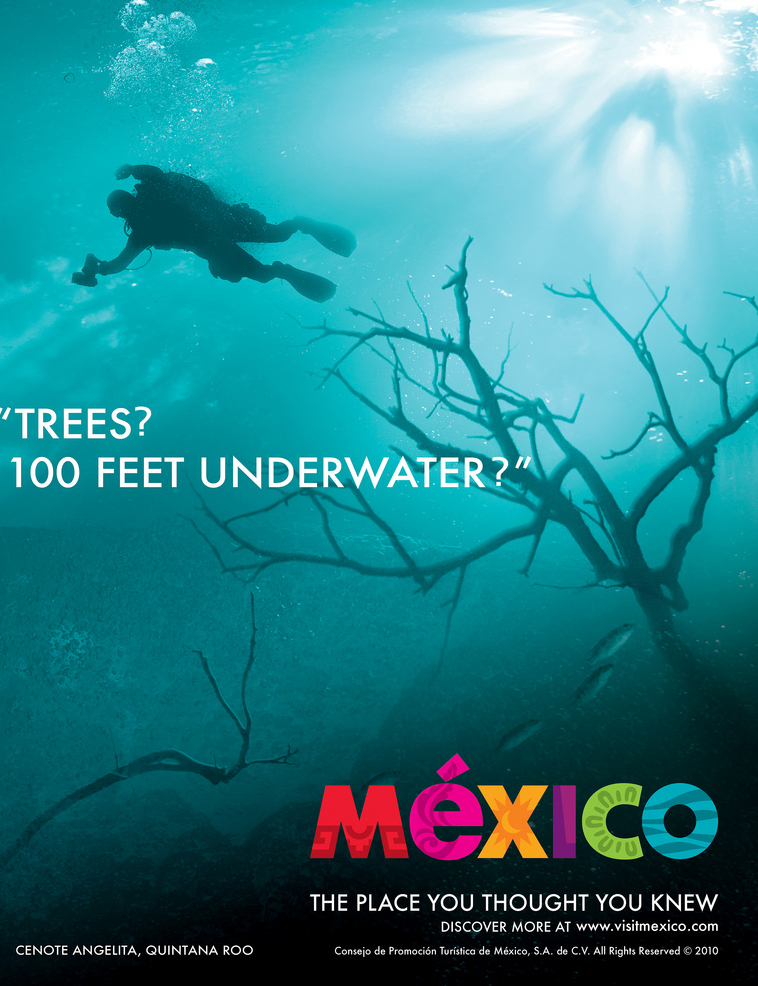 “TREES?
100 FEET UNDERWATER?”
méxico
THE PLACE YOU THOUGHT YOU KNEW
DISCOVER MORE AT www.visitmexico.com
CENOTE ANGELITA, QUINTANA ROO
Consejo de Promoción Turística de México, S.A. de C.V. All Rights Reserved © 2010